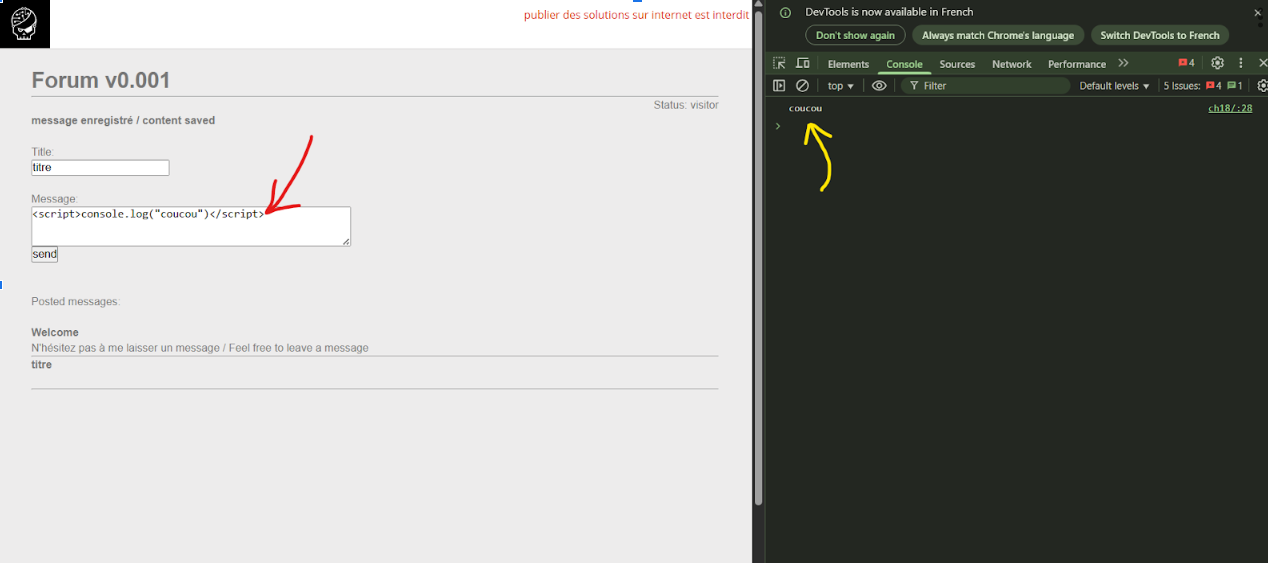 publier des solutions sur internet est interdit
Forum v0.001
Status: visitor
message enregistré / content saved
Title:
titre
Message:
<script>console.log("coucou")</script>
send
Posted messages:
Welcome
N'hésitez pas à me laisser un message / Feel free to leave a message
titre
DevTools is now available in French
Don't show again Always match Chrome's language Switch DevTools to French
Elements Console Sources Network Performance 4
top Filter Default levels 5 Issues: 4 1
coucou ch18/:28